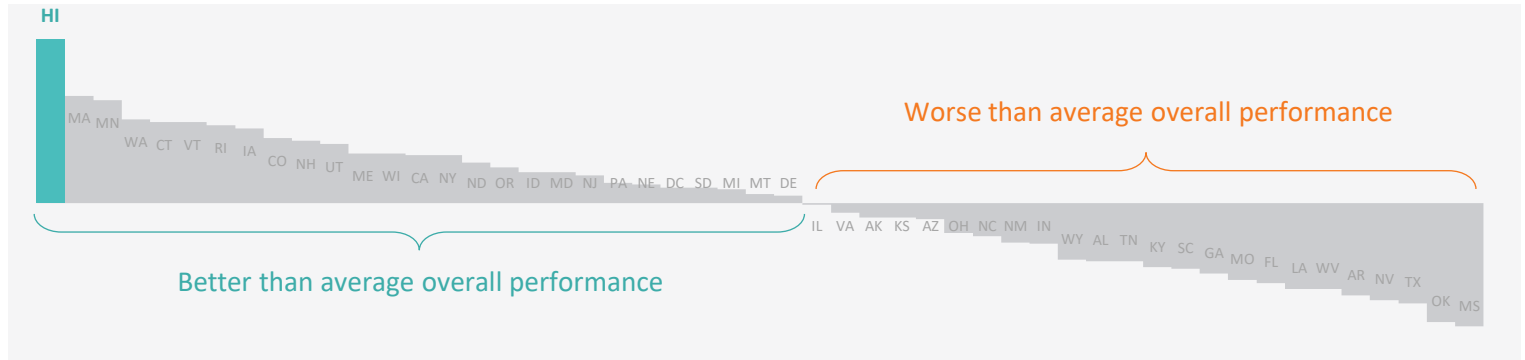 HI
MA MN WA CT VT RI IA CO NH UT ME WI CA NY ND OR ID MD NJ PA NE DC SD MI MT DE
Worse than average overall performance
IL VA AK KS AZ OH NC NM IN WY AL TN KY SC GA MO FL LA WV AR NV TX OK MS
Better than average overall performance